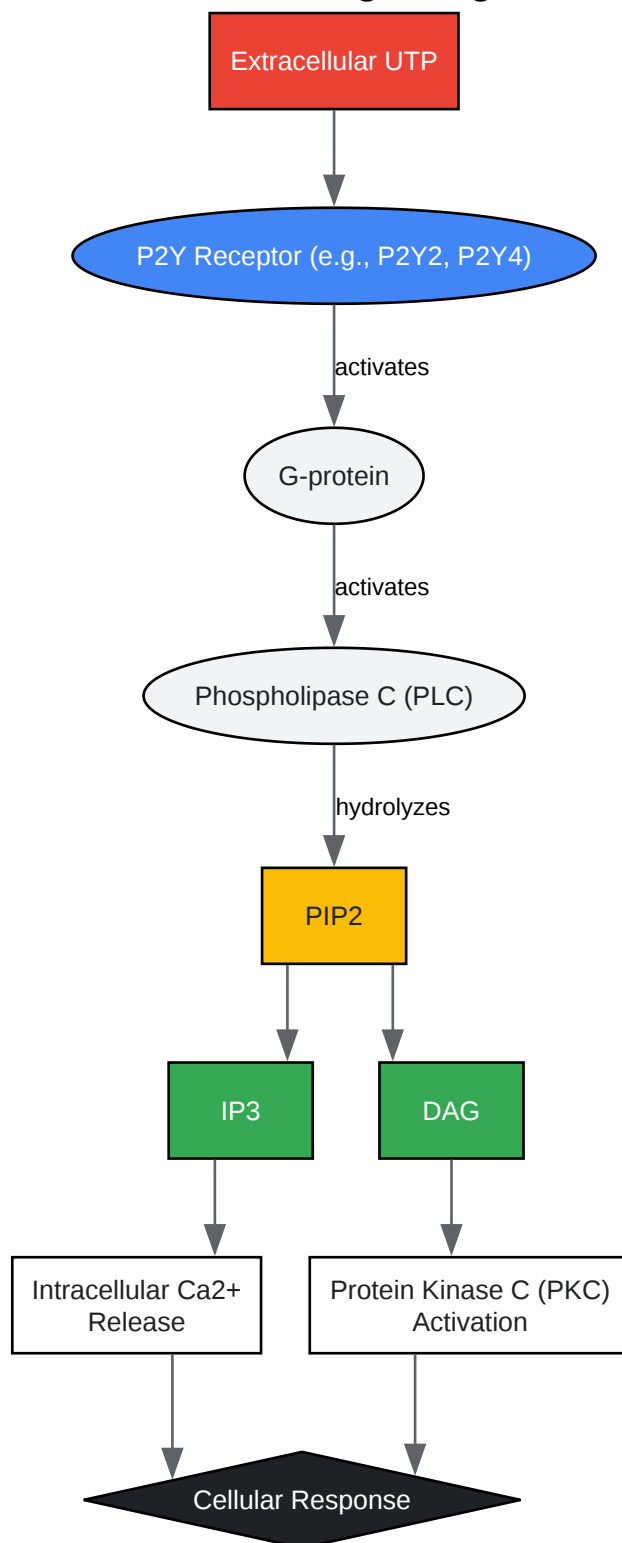 Extracellular UTP
P2Y Receptor (e.g., P2Y2, P2Y4)
activates
G-protein
activates
Phospholipase C (PLC)
hydrolyzes
PIP2
IP3
DAG
Intracellular Ca2+
Release
Protein Kinase C (PKC)
Activation
Cellular Response